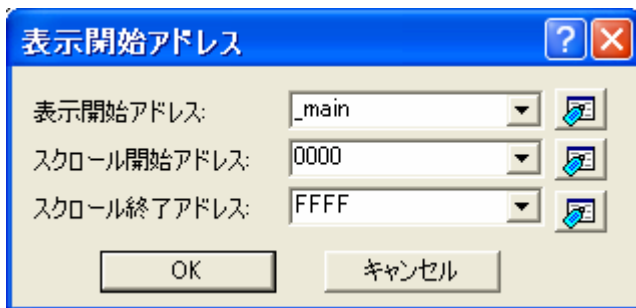 表示開始アドレス
表示開始アドレス: _main
スクロール開始アドレス: 0000
スクロール終了アドレス: FFFF
OK キャンセル